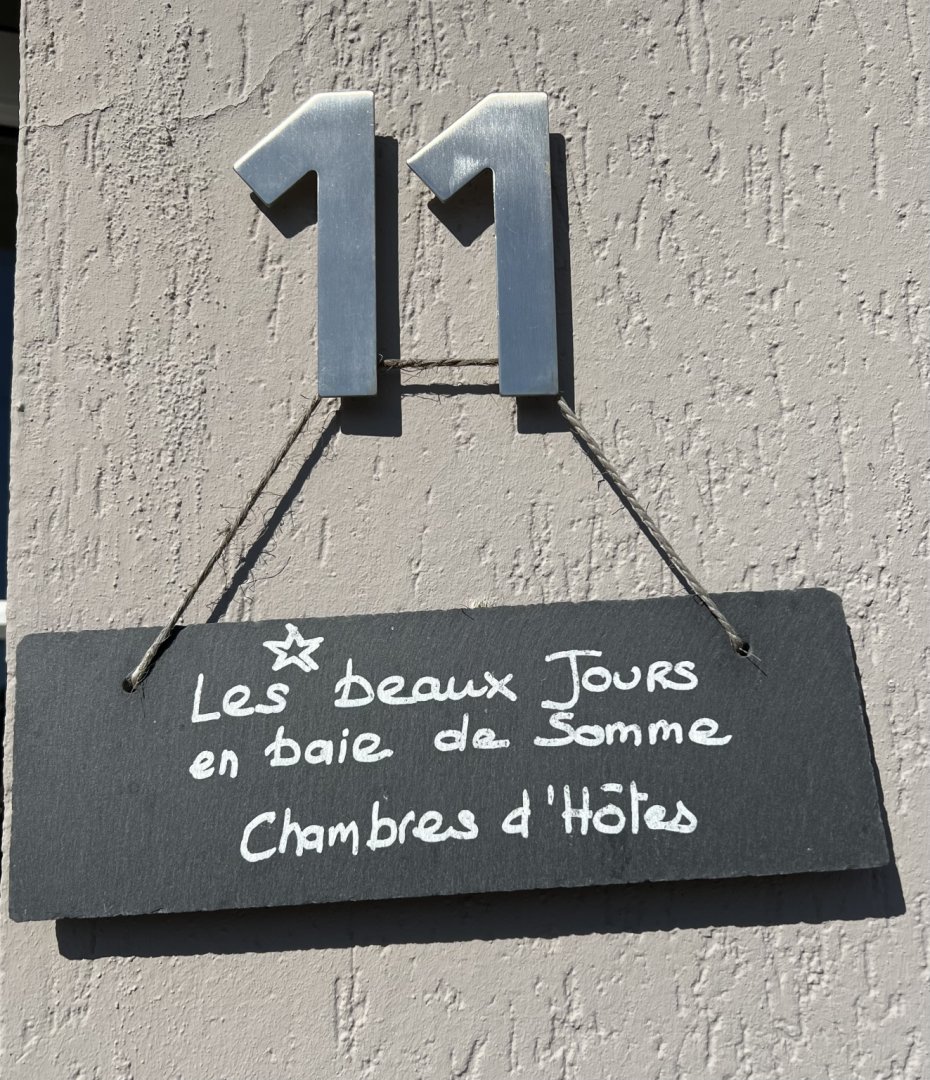 11
Les beaux Jours
en baie de Somme
Chambres d'Hôtes